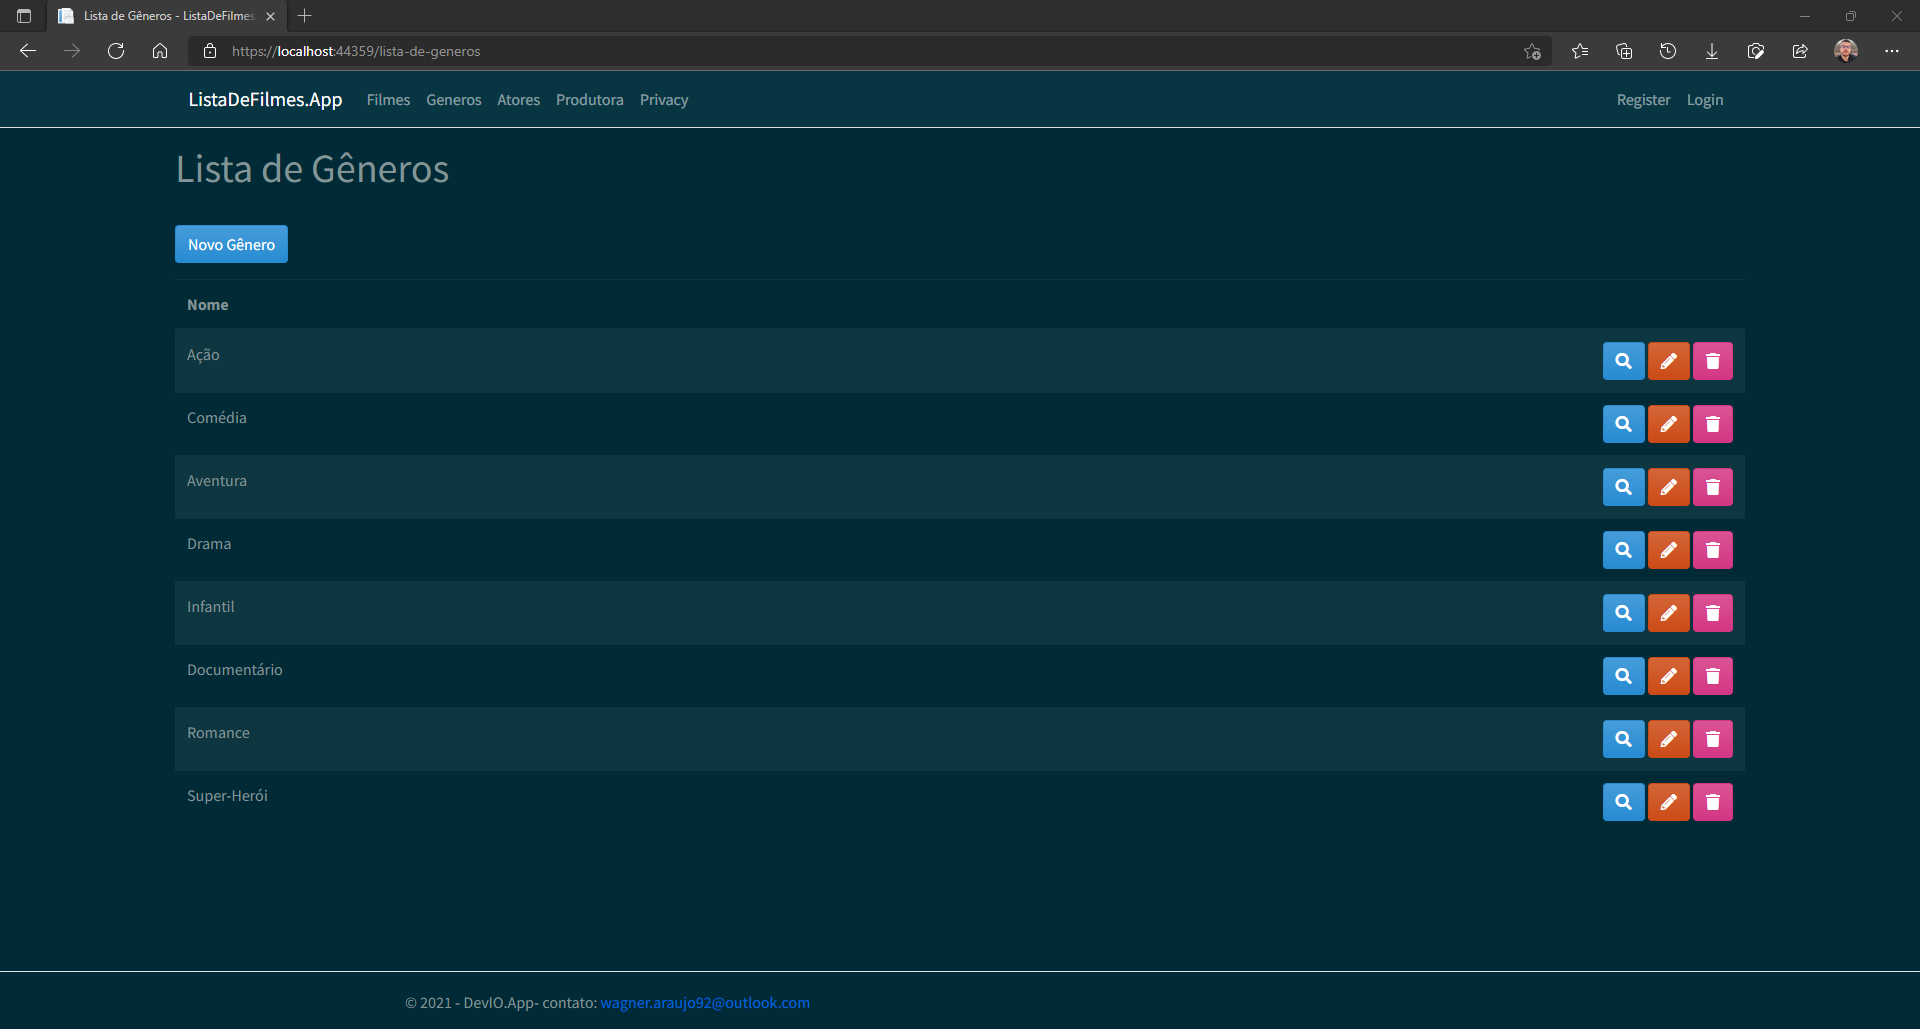 Lista de Gêneros - ListaDeFilmes.
https://localhost:44359/lista-de-generos
ListaDeFilmes.App Filmes Generos Atores Produtora Privacy Register Login
Lista de Gêneros
Novo Gênero
Nome
Ação
Comédia
Aventura
Drama
Infantil
Documentário
Romance
Super-Herói
© 2021 - DevIO.App- contato: wagner.araujo92@outlook.com